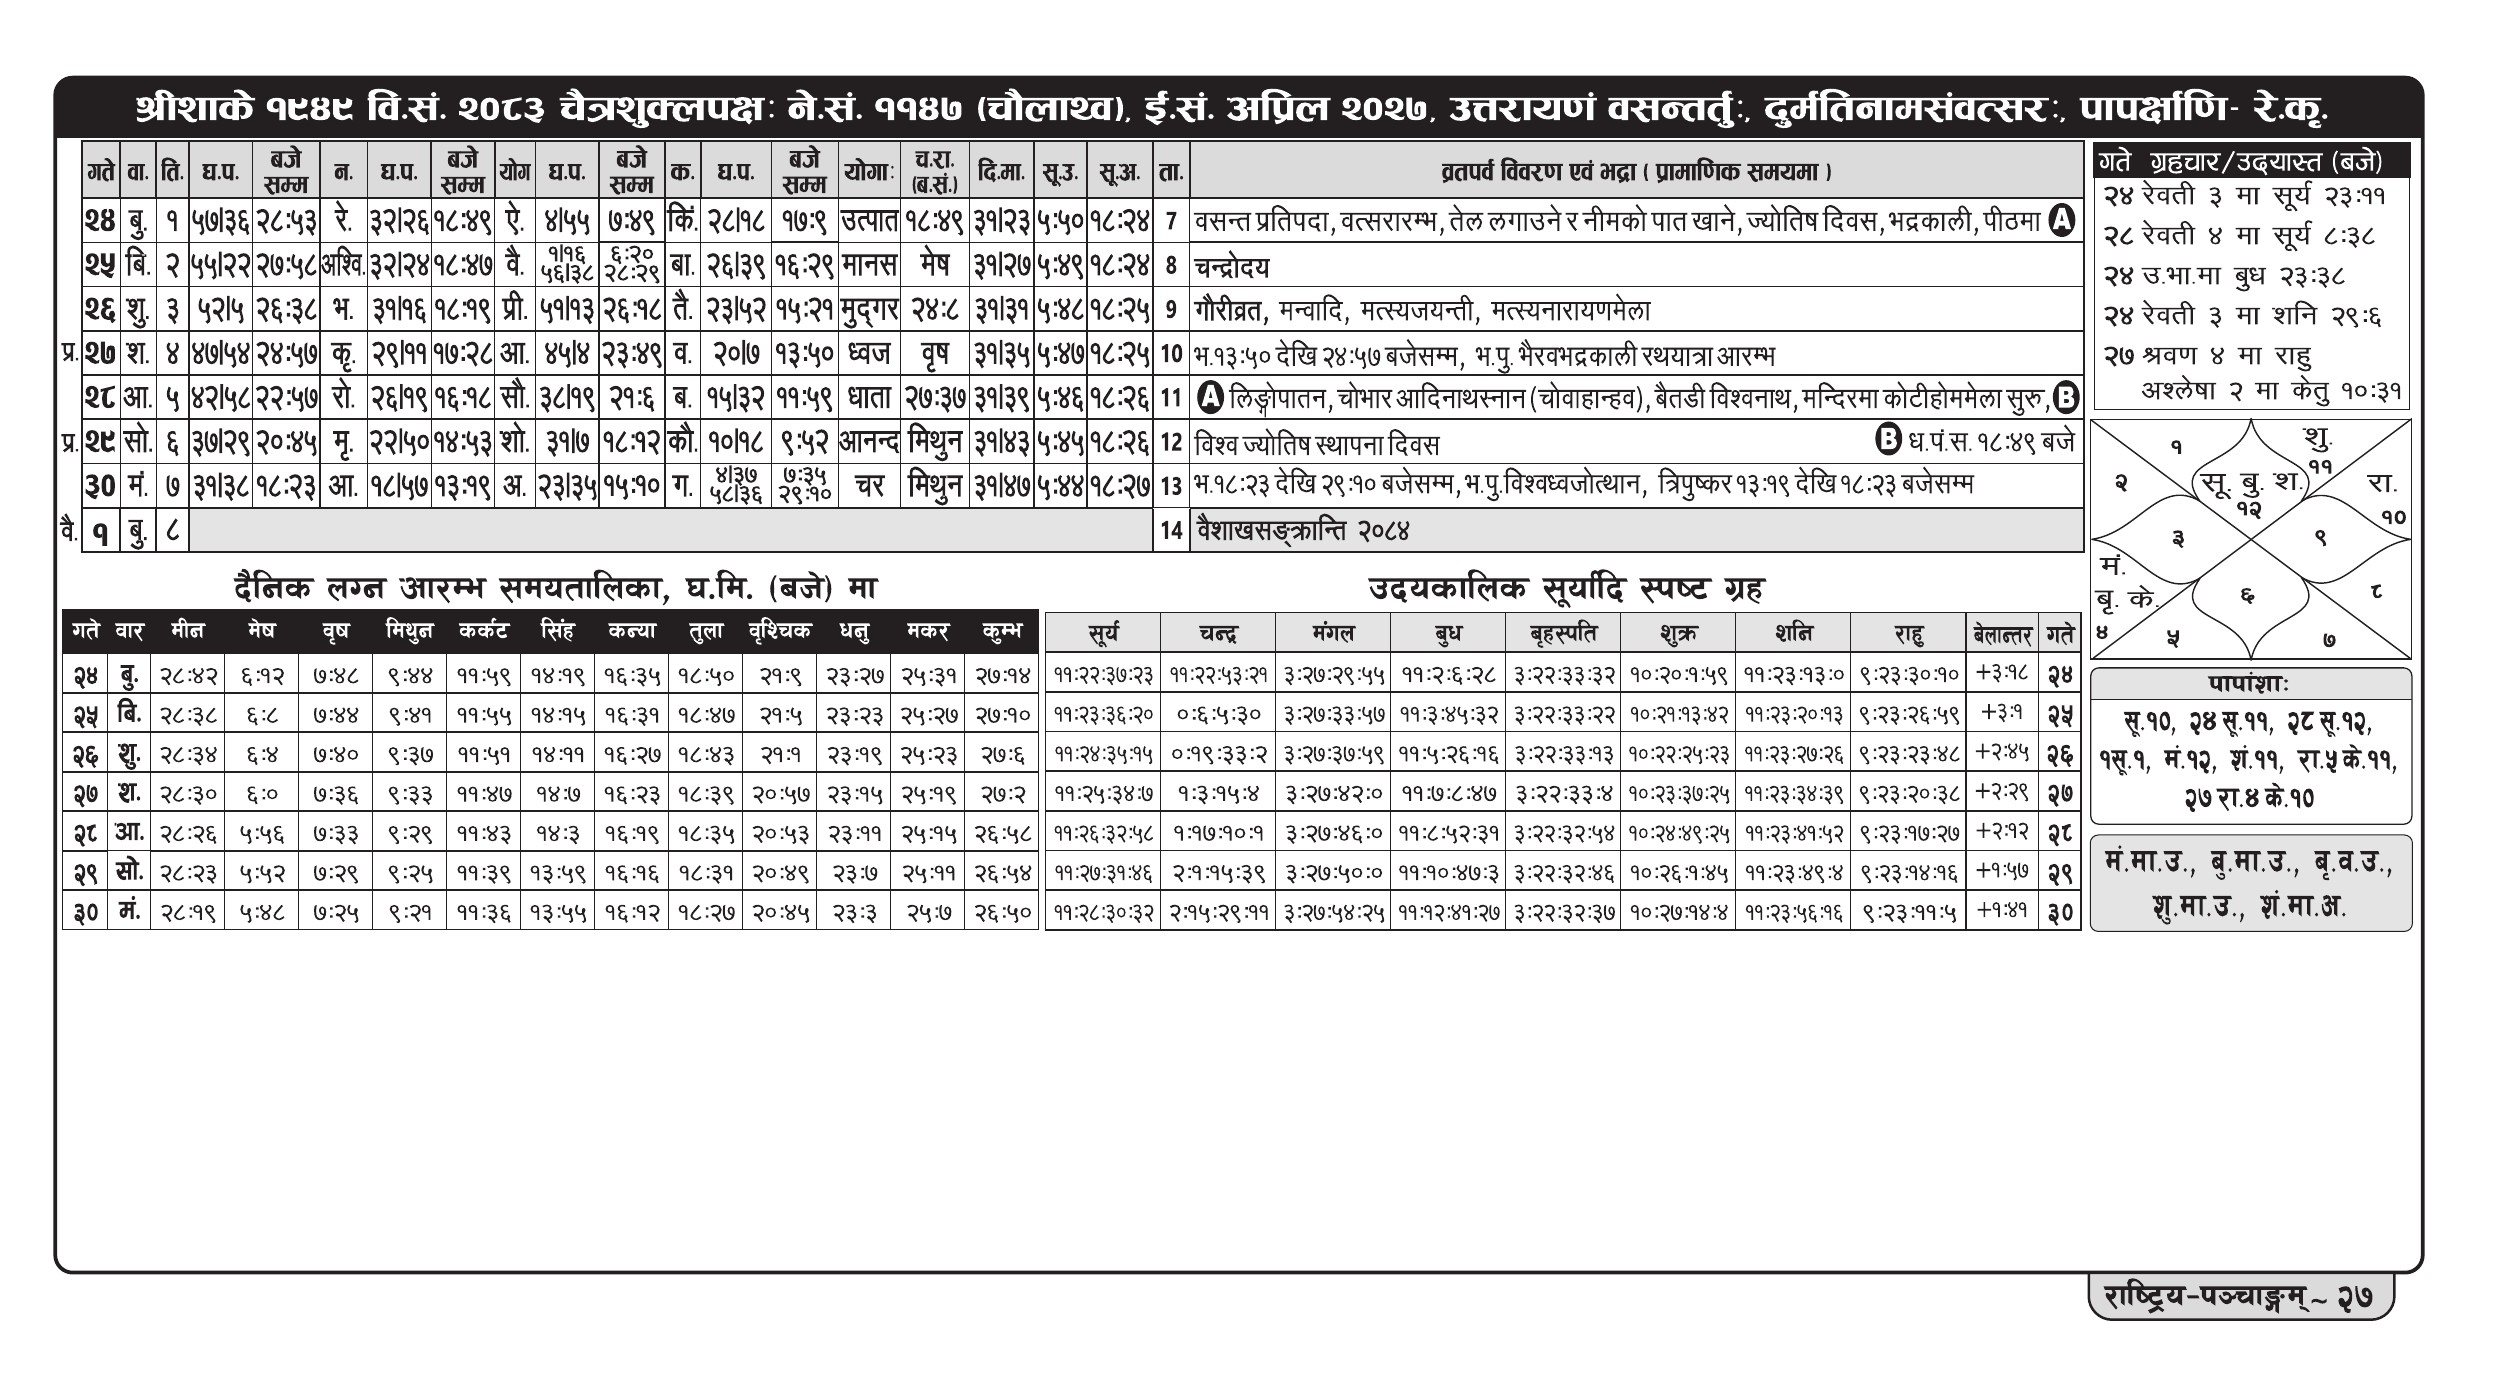 श्रीशाके १९४९ वि.सं. २०८३ चैत्रशुक्लपक्षः ने.सं. ११४७ (चौलाथ्व), ई.सं. अप्रिल २०२७, उत्तरायणं वसन्तर्तुः, दुर्मतिनामसंवत्सरः, पापर्क्षाणि- रे.कृ.
गते वा. ति. घ.प. बजे सम्म न. घ.प. बजे सम्म योग घ.प. बजे सम्म क. घ.प. बजे सम्म योगाः च.रा. (ब.सं.) दि.मा. सू.उ. सू.अ. ता. व्रतपर्व विवरण एवं भद्रा ( प्रामाणिक समयमा )
२४ बु. १ ५७|३६ २८:५३ रे. ३२|२६ १८:४९ ऐ. ४|५५ ७:४९ किं. २८|१८ १७:९ उत्पात १८:४९ ३१|२३ ५:५० १८:२४ 7 वसन्त प्रतिपदा, वत्सरारम्भ, तेल लगाउने र नीमको पात खाने, ज्योतिष दिवस, भद्रकाली, पीठमा A
२५ बि. २ ५५|२२ २७:५८ अश्वि. ३२|२४ १८:४७ वै. १|१६ ५६|३८ ६:२० २८:२९ बा. २६|३९ १६:२९ मानस मेष ३१|२७ ५:४९ १८:२४ 8 चन्द्रोदय
२६ शु. ३ ५२|५ २६:३८ भ. ३१|१६ १८:१९ प्री. ५१|१३ २६:१८ तै. २३|५२ १५:२१ मुद्गर २४:८ ३१|३१ ५:४८ १८:२५ 9 गौरीव्रत, मन्वादि, मत्स्यजयन्ती, मत्स्यनारायणमेला
प्र. २७ श. ४ ४७|५४ २४:५७ कृ. २९|११ १७:२८ आ. ४५|४ २३:४९ व. २०|७ १३:५० ध्वज वृष ३१|३५ ५:४७ १८:२५ 10 भ.१३:५० देखि २४:५७ बजेसम्म, भ.पु. भैरवभद्रकाली रथयात्रा आरम्भ
२८ आ. ५ ४२|५८ २२:५७ रो. २६|१९ १६:१८ सौ. ३८|१९ २१:६ ब. १५|३२ ११:५९ धाता २७:३७ ३१|३९ ५:४६ १८:२६ 11 A लिङ्गोपातन, चोभार आदिनाथस्नान (चोवाहान्हव), बैतडी विश्वनाथ, मन्दिरमा कोटीहोममेला सुरु, B
प्र. २९ सो. ६ ३७|२९ २०:४५ मृ. २२|५० १४:५३ शो. ३१|७ १८:१२ कौ. १०|१८ ९:५२ आनन्द मिथुन ३१|४३ ५:४५ १८:२६ 12 विश्व ज्योतिष स्थापना दिवस B ध.पं.स. १८:४९ बजे
३० मं. ७ ३१|३८ १८:२३ आ. १८|५७ १३:१९ अ. २३|३५ १५:१० ग. ४|३७ ५८|३६ ७:३५ २९:१० चर मिथुन ३१|४७ ५:४४ १८:२७ 13 भ.१८:२३ देखि २९:१० बजेसम्म, भ.पु.विश्वध्वजोत्थान, त्रिपुष्कर १३:१९ देखि १८:२३ बजेसम्म
वै. १ बु. ८ 14 वैशाखसङ्क्रान्ति २०८४
गते ग्रहचार/उदयास्त (बजे)
२४ रेवती ३ मा सूर्य २३:११
२८ रेवती ४ मा सूर्य ८:३८
२४ उ.भा.मा बुध २३:३८
२४ रेवती ३ मा शनि २९:६
२७ श्रवण ४ मा राहु
अश्लेषा २ मा केतु १०:३१
१ शु. ११
२ सू. बु. श. १२ रा. १०
३ ९
मं. बृ. के. ४ ६ ८
५ ७
दैनिक लग्न आरम्भ समयतालिका, घ.मि. (बजे) मा
गते वार मीन मेष वृष मिथुन कर्कट सिंह कन्या तुला वृश्चिक धनु मकर कुम्भ
२४ बु. २८:४२ ६:१२ ७:४८ ९:४४ ११:५९ १४:१९ १६:३५ १८:५० २१:९ २३:२७ २५:३१ २७:१४
२५ बि. २८:३८ ६:८ ७:४४ ९:४१ ११:५५ १४:१५ १६:३१ १८:४७ २१:५ २३:२३ २५:२७ २७:१०
२६ शु. २८:३४ ६:४ ७:४० ९:३७ ११:५१ १४:११ १६:२७ १८:४३ २१:१ २३:१९ २५:२३ २७:६
२७ श. २८:३० ६:० ७:३६ ९:३३ ११:४७ १४:७ १६:२३ १८:३९ २०:५७ २३:१५ २५:१९ २७:२
२८ आ. २८:२६ ५:५६ ७:३३ ९:२९ ११:४३ १४:३ १६:१९ १८:३५ २०:५३ २३:११ २५:१५ २६:५८
२९ सो. २८:२३ ५:५२ ७:२९ ९:२५ ११:३९ १३:५९ १६:१६ १८:३१ २०:४९ २३:७ २५:११ २६:५४
३० मं. २८:१९ ५:४८ ७:२५ ९:२१ ११:३६ १३:५५ १६:१२ १८:२७ २०:४५ २३:३ २५:७ २६:५०
उदयकालिक सूर्यादि स्पष्ट ग्रह
सूर्य चन्द्र मंगल बुध बृहस्पति शुक्र शनि राहु बेलान्तर गते
११:२२:३७:२३ ११:२२:५३:२१ ३:२७:२९:५५ ११:२:६:२८ ३:२२:३३:३२ १०:२०:१:५९ ११:२३:१३:० ९:२३:३०:१० +३:१८ २४
११:२३:३६:२० ०:६:५:३० ३:२७:३३:५७ ११:३:४५:३२ ३:२२:३३:२२ १०:२१:१३:४२ ११:२३:२०:१३ ९:२३:२६:५९ +३:१ २५
११:२४:३५:१५ ०:१९:३३:२ ३:२७:३७:५९ ११:५:२६:१६ ३:२२:३३:१३ १०:२२:२५:२३ ११:२३:२७:२६ ९:२३:२३:४८ +२:४५ २६
११:२५:३४:७ १:३:१५:४ ३:२७:४२:० ११:७:८:४७ ३:२२:३३:४ १०:२३:३७:२५ ११:२३:३४:३९ ९:२३:२०:३८ +२:२९ २७
११:२६:३२:५८ १:१७:१०:१ ३:२७:४६:० ११:८:५२:३१ ३:२२:३२:५४ १०:२४:४९:२५ ११:२३:४१:५२ ९:२३:१७:२७ +२:१२ २८
११:२७:३१:४६ २:१:१५:३९ ३:२७:५०:० ११:१०:४७:३ ३:२२:३२:४६ १०:२६:१:४५ ११:२३:४९:४ ९:२३:१४:१६ +१:५७ २९
११:२८:३०:३२ २:१५:२९:११ ३:२७:५४:२५ ११:१२:४१:२७ ३:२२:३२:३७ १०:२७:१४:४ ११:२३:५६:१६ ९:२३:११:५ +१:४१ ३०
पापांशाः
सू.१०, २४ सू.११, २८ सू.१२,
१सू.१, मं.१२, शं.११, रा.५ के.११,
२७ रा.४ के.१०
मं.मा.उ., बु.मा.उ., बृ.व.उ.,
शु.मा.उ., शं.मा.अ.
राष्ट्रिय-पञ्चाङ्गम् ~ २७